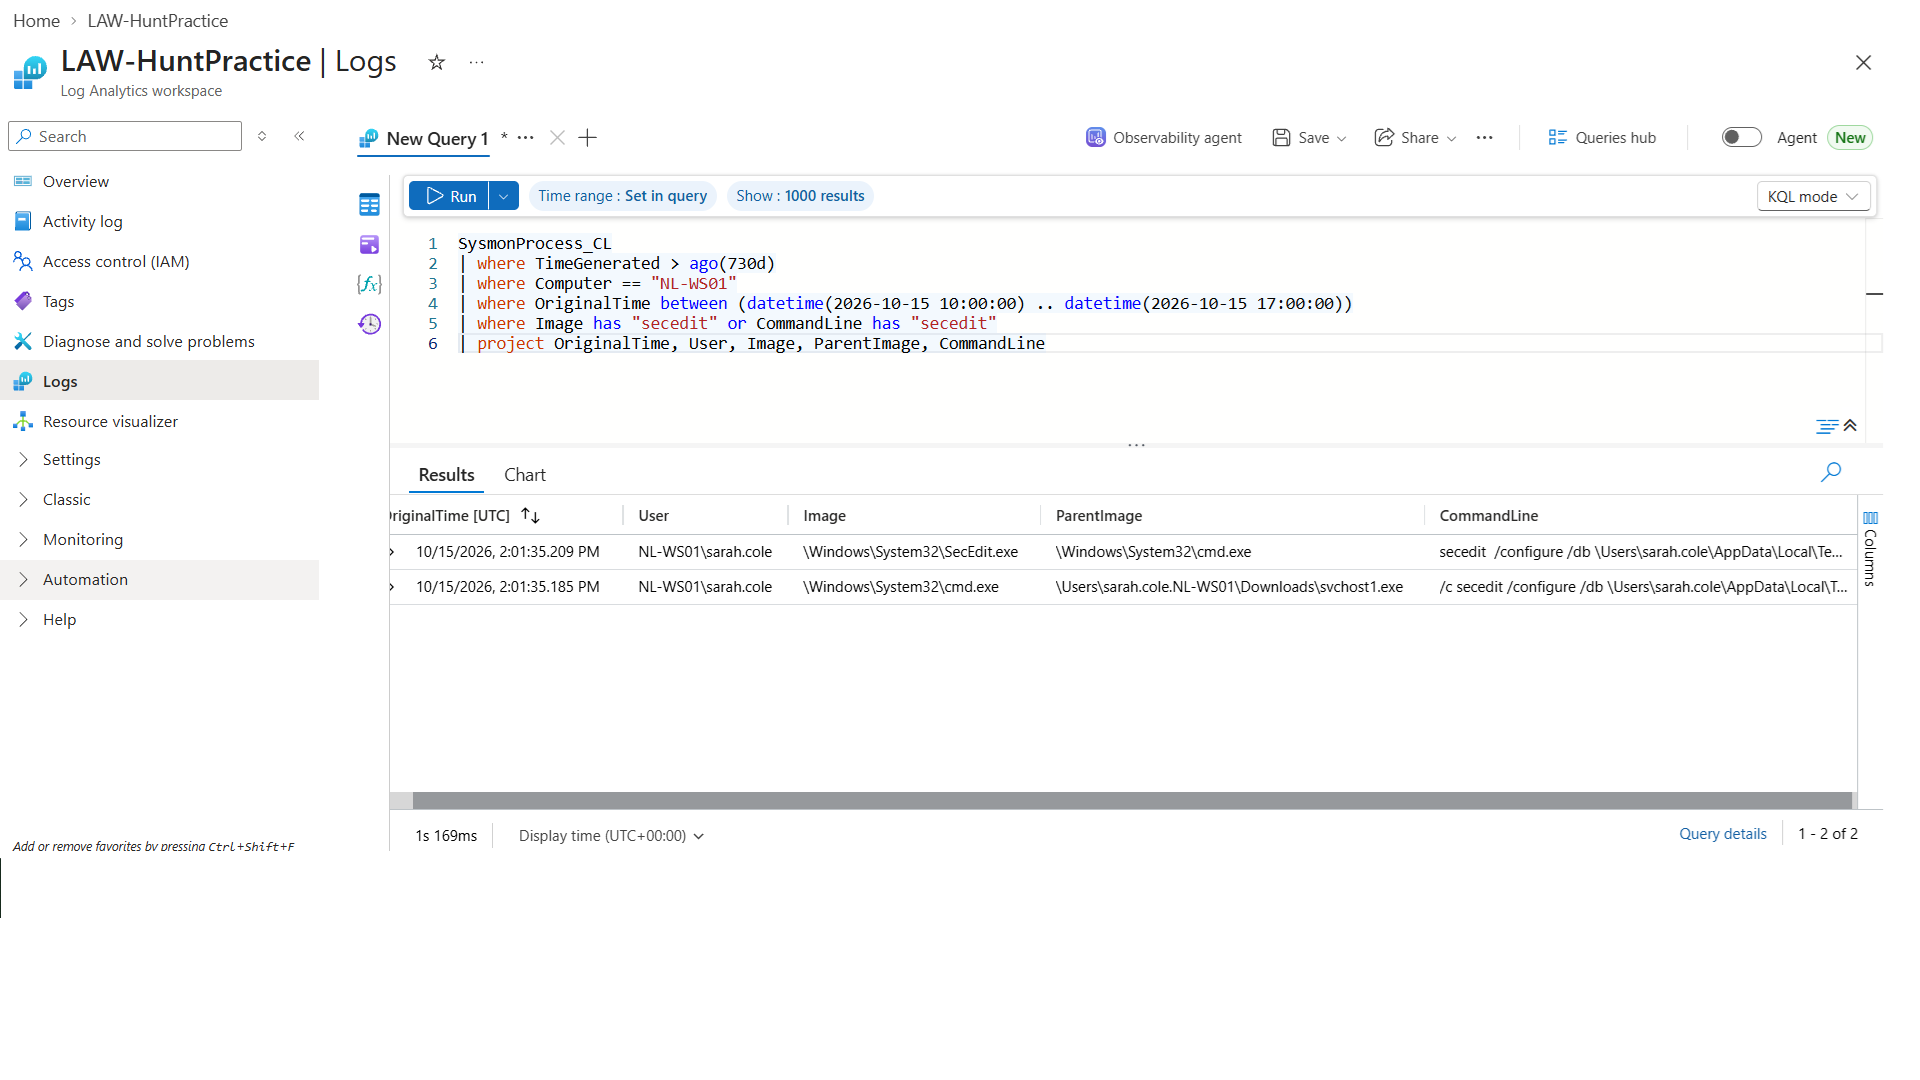 Home > LAW-HuntPractice
LAW-HuntPractice | Logs
Log Analytics workspace
Search
Overview
Activity log
Access control (IAM)
Tags
Diagnose and solve problems
Logs
Resource visualizer
Settings
Classic
Monitoring
Automation
Help
Add or remove favorites by pressing Ctrl+Shift+F
New Query 1 * ...
Observability agent
Save
Share
Queries hub
Agent
New
Run
Time range : Set in query
Show : 1000 results
KQL mode
{fx}
1 SysmonProcess_CL
2 | where TimeGenerated > ago(730d)
3 | where Computer == "NL-WS01"
4 | where OriginalTime between (datetime(2026-10-15 10:00:00) .. datetime(2026-10-15 17:00:00))
5 | where Image has "secedit" or CommandLine has "secedit"
6 | project OriginalTime, User, Image, ParentImage, CommandLine
Results Chart
riginalTime [UTC] User Image ParentImage CommandLine
10/15/2026, 2:01:35.209 PM NL-WS01\sarah.cole \Windows\System32\SecEdit.exe \Windows\System32\cmd.exe secedit  /configure /db \Users\sarah.cole\AppData\Local\Te...
10/15/2026, 2:01:35.185 PM NL-WS01\sarah.cole \Windows\System32\cmd.exe \Users\sarah.cole.NL-WS01\Downloads\svchost1.exe /c secedit /configure /db \Users\sarah.cole\AppData\Local\T...
Columns
1s 169ms
Display time (UTC+00:00)
Query details
1 - 2 of 2